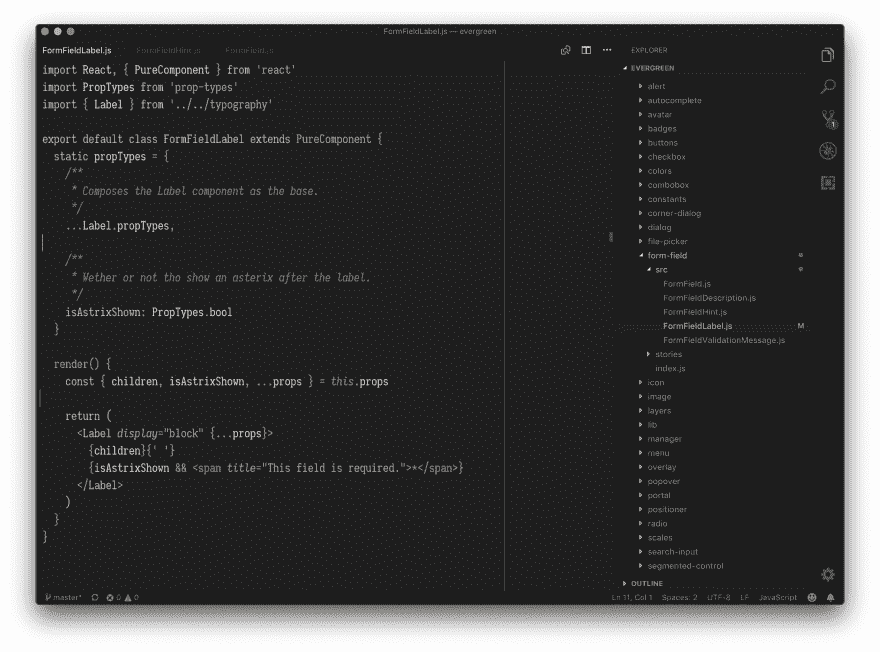 FormFieldLabel.js — evergreen
FormFieldLabel.js FormFieldHint.js FormField.js
import React, { PureComponent } from 'react'
import PropTypes from 'prop-types'
import { Label } from '../../typography'
export default class FormFieldLabel extends PureComponent {
static propTypes = {
/**
* Composes the Label component as the base.
*/
...Label.propTypes,
/**
* Wether or not tho show an asterix after the label.
*/
isAstrixShown: PropTypes.bool
}
render() {
const { children, isAstrixShown, ...props } = this.props
return (
<Label display="block" {...props}>
{children}{' '}
{isAstrixShown && <span title="This field is required.">*</span>}
</Label>
)
}
}
EXPLORER
EVERGREEN
alert
autocomplete
avatar
badges
buttons
checkbox
colors
combobox
constants
corner-dialog
dialog
file-picker
form-field
src
FormField.js
FormFieldDescription.js
FormFieldHint.js
FormFieldLabel.js M
FormFieldValidationMessage.js
stories
index.js
icon
image
layers
lib
manager
menu
overlay
popover
portal
positioner
radio
scales
search-input
segmented-control
OUTLINE
1
master* 0 0 Ln 11, Col 1 Spaces: 2 UTF-8 LF JavaScript